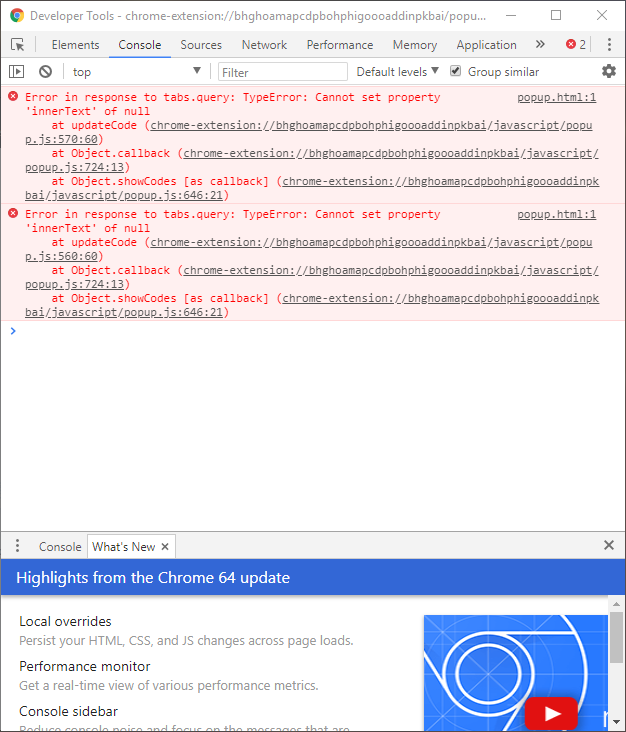 Developer Tools - chrome-extension://bhghoamapcdpbohphigoooaddinpkbai/popu...
Elements Console Sources Network Performance Memory Application » 2
top Filter Default levels ▼ Group similar
Error in response to tabs.query: TypeError: Cannot set property popup.html:1
'innerText' of null
at updateCode (chrome-extension://bhghoamapcdpbohphigoooaddinpkbai/javascript/popu
p.js:570:60)
at Object.callback (chrome-extension://bhghoamapcdpbohphigoooaddinpkbai/javascript/
popup.js:724:13)
at Object.showCodes [as callback] (chrome-extension://bhghoamapcdpbohphigoooaddinpk
bai/javascript/popup.js:646:21)
Error in response to tabs.query: TypeError: Cannot set property popup.html:1
'innerText' of null
at updateCode (chrome-extension://bhghoamapcdpbohphigoooaddinpkbai/javascript/popu
p.js:560:60)
at Object.callback (chrome-extension://bhghoamapcdpbohphigoooaddinpkbai/javascript/
popup.js:724:13)
at Object.showCodes [as callback] (chrome-extension://bhghoamapcdpbohphigoooaddinpk
bai/javascript/popup.js:646:21)
Console What's New
Highlights from the Chrome 64 update
Local overrides
Persist your HTML, CSS, and JS changes across page loads.
Performance monitor
Get a real-time view of various performance metrics.
Console sidebar
Reduce console noise and focus on the messages that are